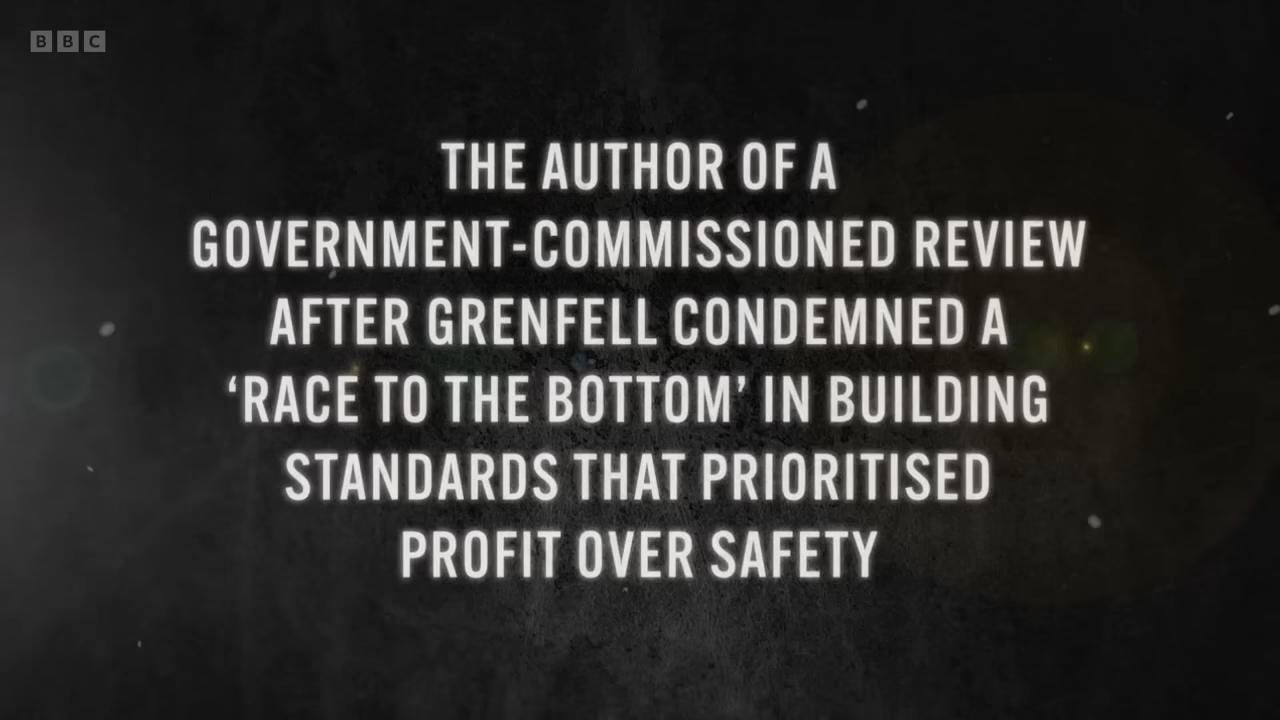 BBC
THE AUTHOR OF A
GOVERNMENT-COMMISSIONED REVIEW
AFTER GRENFELL CONDEMNED A
‘RACE TO THE BOTTOM’ IN BUILDING
STANDARDS THAT PRIORITISED
PROFIT OVER SAFETY